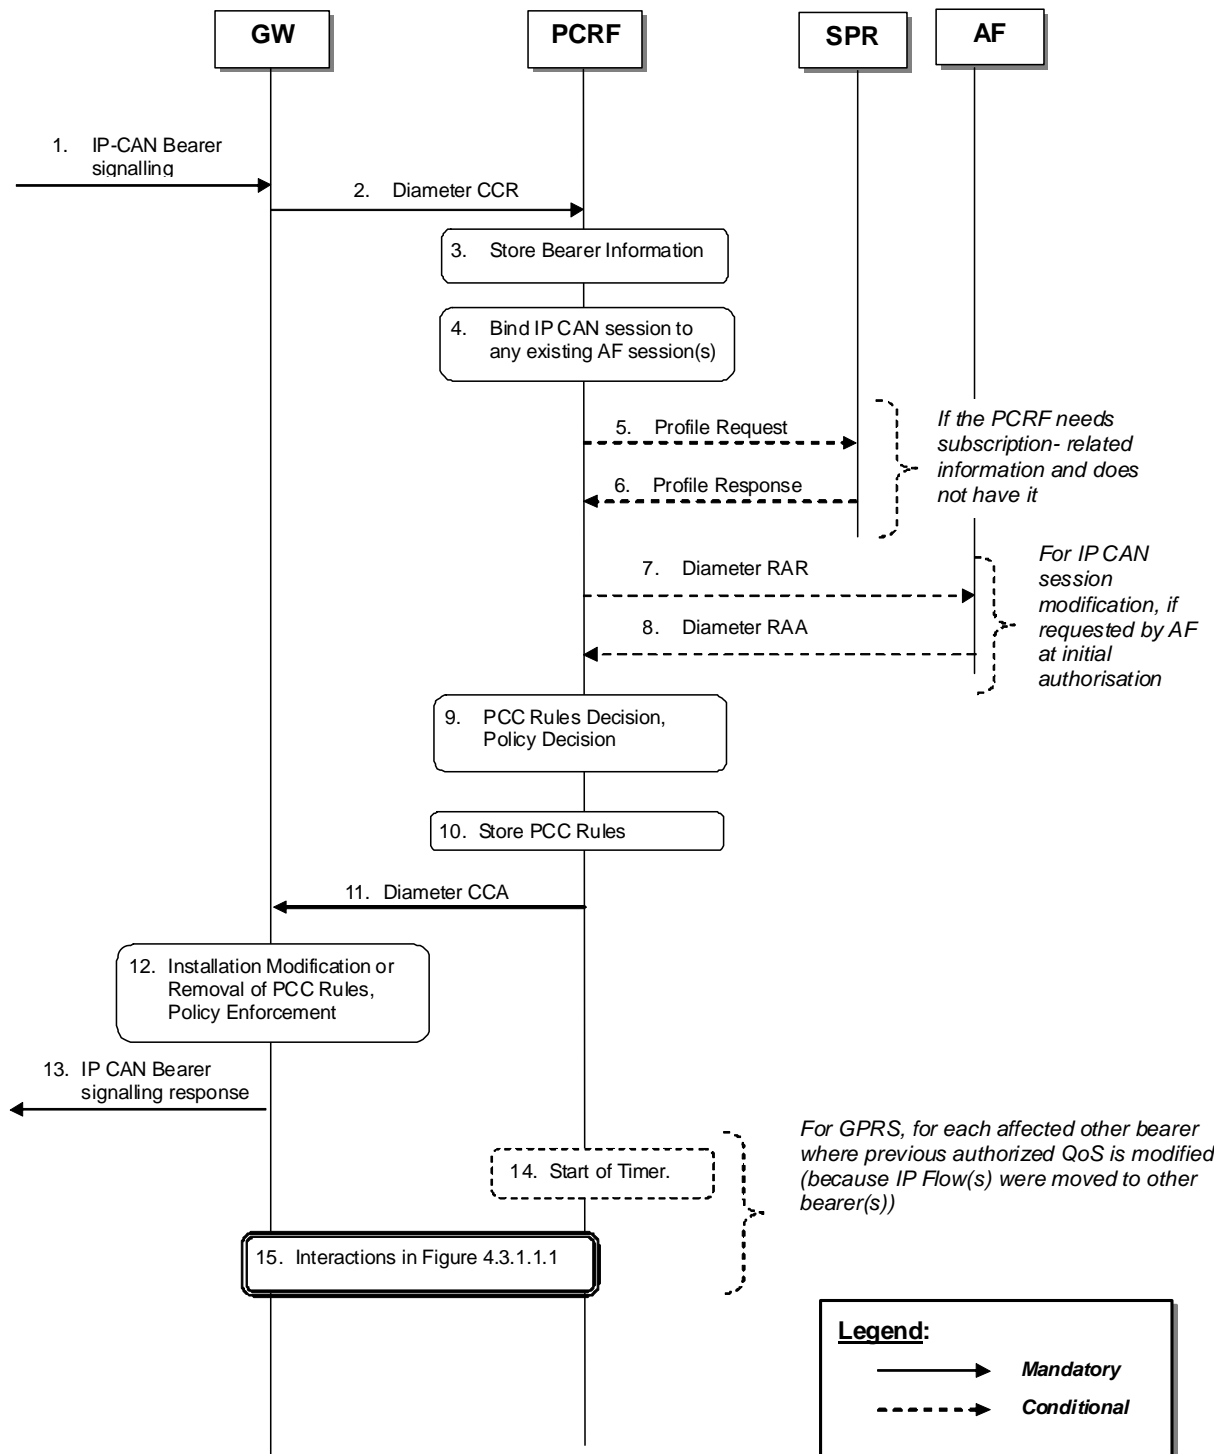 GW
PCRF
SPR
AF
1. IP-CAN Bearer
signalling
2. Diameter CCR
3. Store Bearer Information
4. Bind IP CAN session to
any existing AF session(s)
5. Profile Request
6. Profile Response
If the PCRF needs
subscription- related
information and does
not have it
7. Diameter RAR
8. Diameter RAA
For IP CAN
session
modification, if
requested by AF
at initial
authorisation
9. PCC Rules Decision,
Policy Decision
10. Store PCC Rules
11. Diameter CCA
12. Installation Modification or
Removal of PCC Rules,
Policy Enforcement
13. IP CAN Bearer
signalling response
14. Start of Timer.
For GPRS, for each affected other bearer
where previous authorized QoS is modified
(because IP Flow(s) were moved to other
bearer(s))
15. Interactions in Figure 4.3.1.1.1
Legend:
Mandatory
Conditional